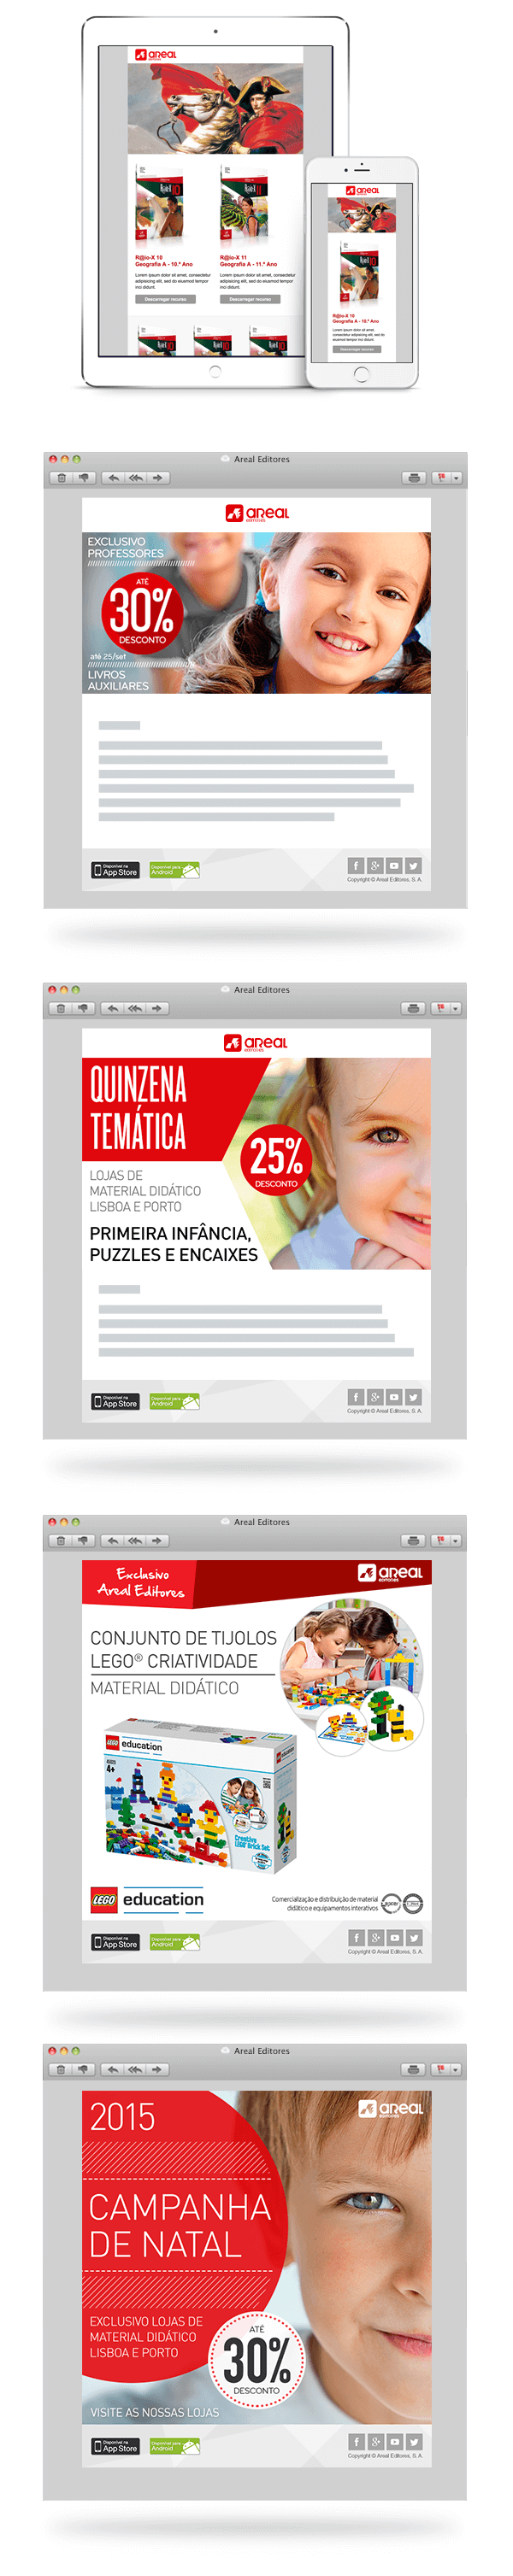 AREAL
EDITORES
R@io-X 10
Geografia A - 10.º Ano
Lorem ipsum dolor sit amet, consectetur
adipisicing elit, sed do eiusmod tempor
inci didunt.
Descarregar recurso
R@io-X 11
Geografia A - 11.º Ano
Lorem ipsum dolor sit amet, consectetur
adipisicing elit, sed do eiusmod tempor
inci didunt.
Descarregar recurso
AREAL
EDITORES
R@io-X 10
Geografia A - 10.º Ano
Lorem ipsum dolor sit amet, consectetur
adipisicing elit, sed do eiusmod tempor
inci didunt.
Descarregar recurso
Areal Editores
AREAL
EDITORES
EXCLUSIVO
PROFESSORES
ATÉ
30%
DESCONTO
até 25/set
LIVROS
AUXILIARES
Disponível na
App Store
Disponível para
Android
Copyright © Areal Editores, S. A.
Areal Editores
AREAL
EDITORES
QUINZENA
TEMÁTICA
25%
DESCONTO
LOJAS DE
MATERIAL DIDÁTICO
LISBOA E PORTO
PRIMEIRA INFÂNCIA,
PUZZLES E ENCAIXES
Disponível na
App Store
Disponível para
Android
Copyright © Areal Editores, S. A.
Areal Editores
Exclusivo
Areal Editores
AREAL
EDITORES
CONJUNTO DE TIJOLOS
LEGO® CRIATIVIDADE
MATERIAL DIDÁTICO
LEGO education
4+
Creative
LEGO® Brick Set
LEGO education
Comercialização e distribuição de material
didático e equipamentos interativos
Disponível na
App Store
Disponível para
Android
Copyright © Areal Editores, S. A.
Areal Editores
2015
AREAL
EDITORES
CAMPANHA
DE NATAL
EXCLUSIVO LOJAS DE
MATERIAL DIDÁTICO
LISBOA E PORTO
ATÉ
30%
DESCONTO
VISITE AS NOSSAS LOJAS
Disponível na
App Store
Disponível para
Android
Copyright © Areal Editores, S. A.